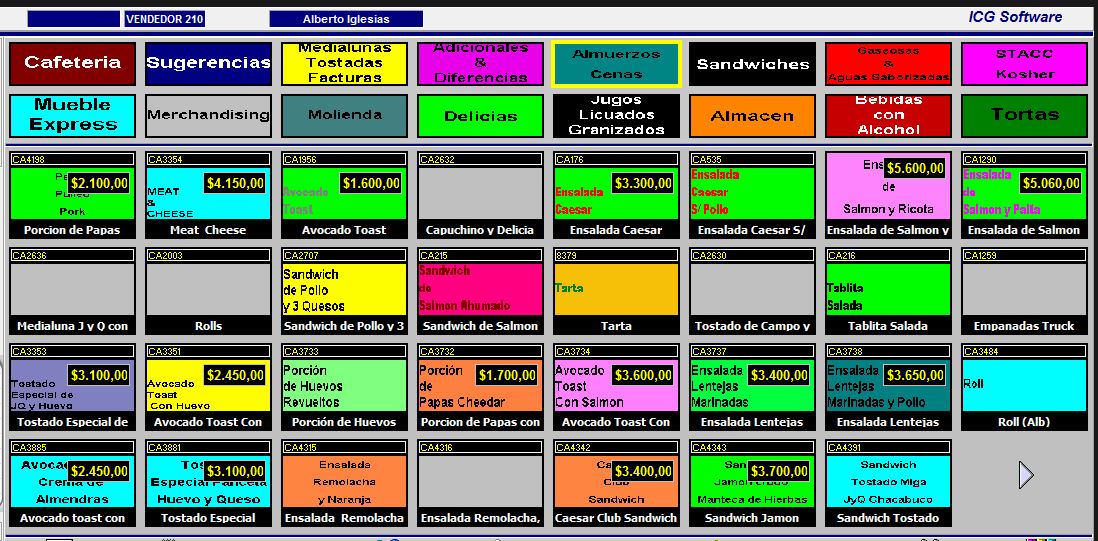 VENDEDOR 210
Alberto Iglesias
ICG Software
Cafeteria
Sugerencias
Medialunas
Tostadas
Facturas
Adicionales
&
Diferencias
Almuerzos
Cenas
Sandwiches
Gaseosas
&
Aguas Saborizadas
STACC
Kosher
Mueble
Express
Merchandising
Molienda
Delicias
Jugos
Licuados
Granizados
Almacen
Bebidas
con
Alcohol
Tortas
CA4198
$2.100,00
Pork
Porcion de Papas
CA3354
$4.150,00
MEAT
&
CHEESE
Meat Cheese
CA1956
$1.600,00
Avocado
Toast
Avocado Toast
CA2632
Capuchino y Delicia
CA176
$3.300,00
Ensalada
Caesar
Ensalada Caesar
CA535
Ensalada
Caesar
S/ Pollo
Ensalada Caesar S/
$5.600,00
Ens
de
Salmon y Ricota
Ensalada de Salmon y
CA1290
$5.060,00
Ensalada
de
Salmon y Palta
Ensalada de Salmon
CA2636
Medialuna J y Q con
CA2003
Rolls
CA2707
Sandwich
de Pollo
y 3 Quesos
Sandwich de Pollo y 3
CA215
Sandwich
de
Salmon Ahumado
Sandwich de Salmon
8379
Tarta
Tarta
CA2630
Tostado de Campo y
CA216
Tablita
Salada
Tablita Salada
CA1259
Empanadas Truck
CA3353
$3.100,00
Tostado
Especial de
JQ y Huevo
Tostado Especial de
CA3351
$2.450,00
Avocado
Toast
Con Huevo
Avocado Toast Con
CA3733
Porción
de Huevos
Revueltos
Porción de Huevos
CA3732
$1.700,00
Porción
de
Papas Cheedar
Porcion de Papas con
CA3734
$3.600,00
Avocado
Toast
Con Salmon
Avocado Toast Con
CA3737
$3.400,00
Ensalada
Lentejas
Marinadas
Ensalada Lentejas
CA3738
$3.650,00
Ensalada
Lentejas
Marinadas y Pollo
Ensalada Lentejas
CA3484
Roll
Roll (Alb)
CA3885
$2.450,00
Avoca
Crema de
Almendras
Avocado toast con
CA3881
$3.100,00
Tos
Especial Panceta
Huevo y Queso
Tostado Especial
CA4315
Ensalada
Remolacha
y Naranja
Ensalada Remolacha
CA4316
Ensalada Remolacha,
CA4342
$3.400,00
Ca
Club
Sandwich
Caesar Club Sandwich
CA4343
$3.700,00
San
Jamon Crudo
Manteca de Hierbas
Sandwich Jamon
CA4391
Sandwich
Tostado Miga
JyQ Chacabuco
Sandwich Tostado